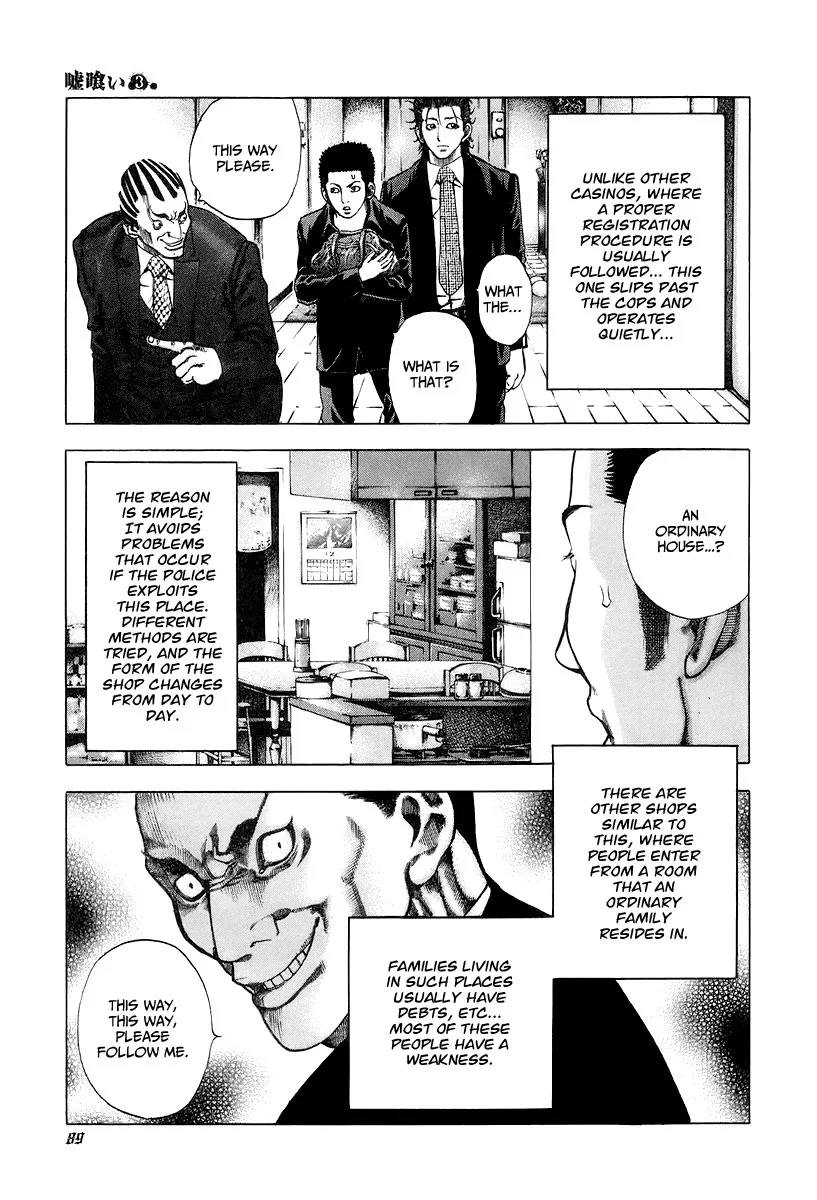 嘘喰い 3
UNLIKE OTHER
CASINOS, WHERE
A PROPER
REGISTRATION
PROCEDURE IS
USUALLY
FOLLOWED... THIS
ONE SLIPS PAST
THE COPS AND
OPERATES
QUIETLY...
THIS WAY
PLEASE.
WHAT
THE...
WHAT IS
THAT?
AN
ORDINARY
HOUSE...?
THE REASON
IS SIMPLE;
IT AVOIDS
PROBLEMS
THAT OCCUR
IF THE POLICE
EXPLOITS
THIS PLACE.
DIFFERENT
METHODS ARE
TRIED, AND THE
FORM OF THE
SHOP CHANGES
FROM DAY TO
DAY.
THERE ARE
OTHER SHOPS
SIMILAR TO
THIS, WHERE
PEOPLE ENTER
FROM A ROOM
THAT AN
ORDINARY
FAMILY
RESIDES IN.
FAMILIES LIVING
IN SUCH PLACES
USUALLY HAVE
DEBTS, ETC...
MOST OF THESE
PEOPLE HAVE A
WEAKNESS.
THIS WAY,
THIS WAY,
PLEASE
FOLLOW ME.
89